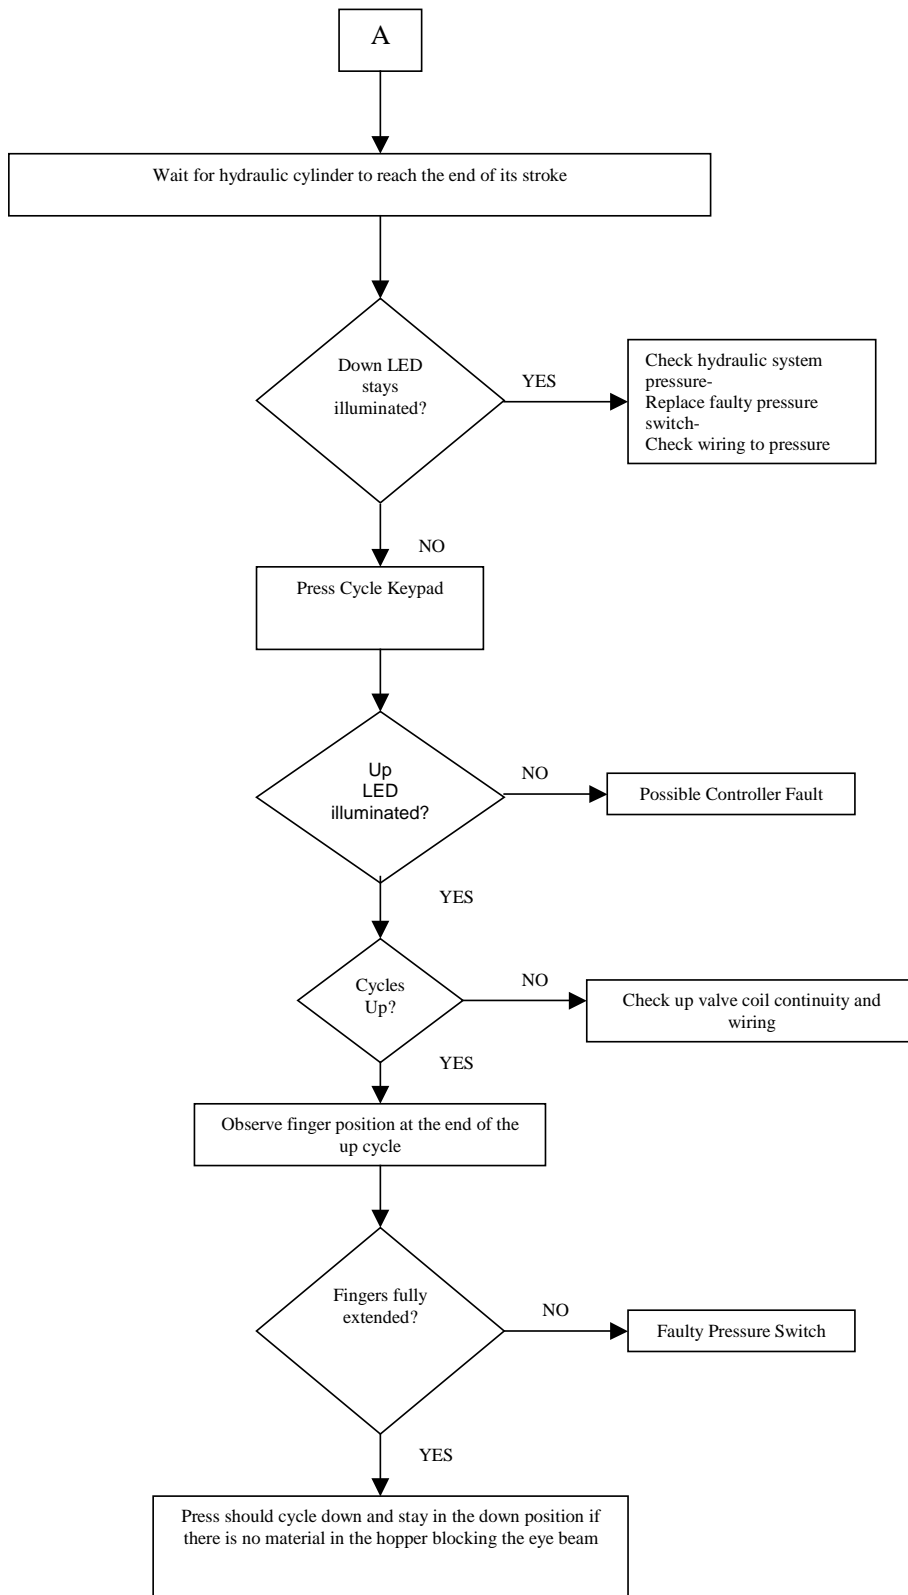 A
Wait for hydraulic cylinder to reach the end of its stroke
Down LED
stays
illuminated?
YES
Check hydraulic system
pressure-
Replace faulty pressure
switch-
Check wiring to pressure
NO
Press Cycle Keypad
Up
LED
illuminated?
NO
Possible Controller Fault
YES
Cycles
Up?
NO
Check up valve coil continuity and
wiring
YES
Observe finger position at the end of the
up cycle
Fingers fully
extended?
NO
Faulty Pressure Switch
YES
Press should cycle down and stay in the down position if
there is no material in the hopper blocking the eye beam